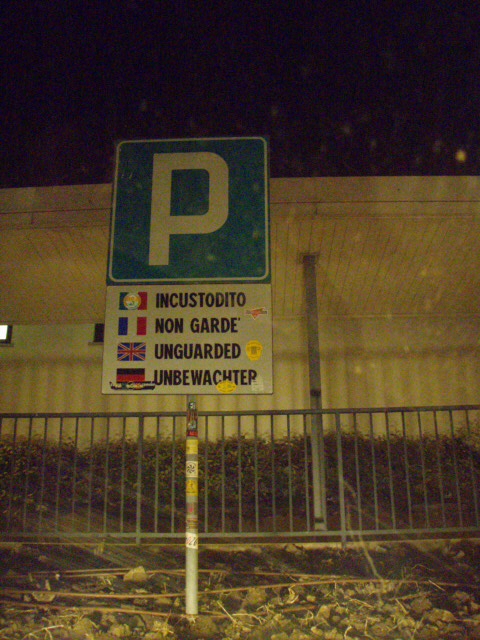 P
INCUSTODITO
NON GARDE'
UNGUARDED
UNBEWACHTER